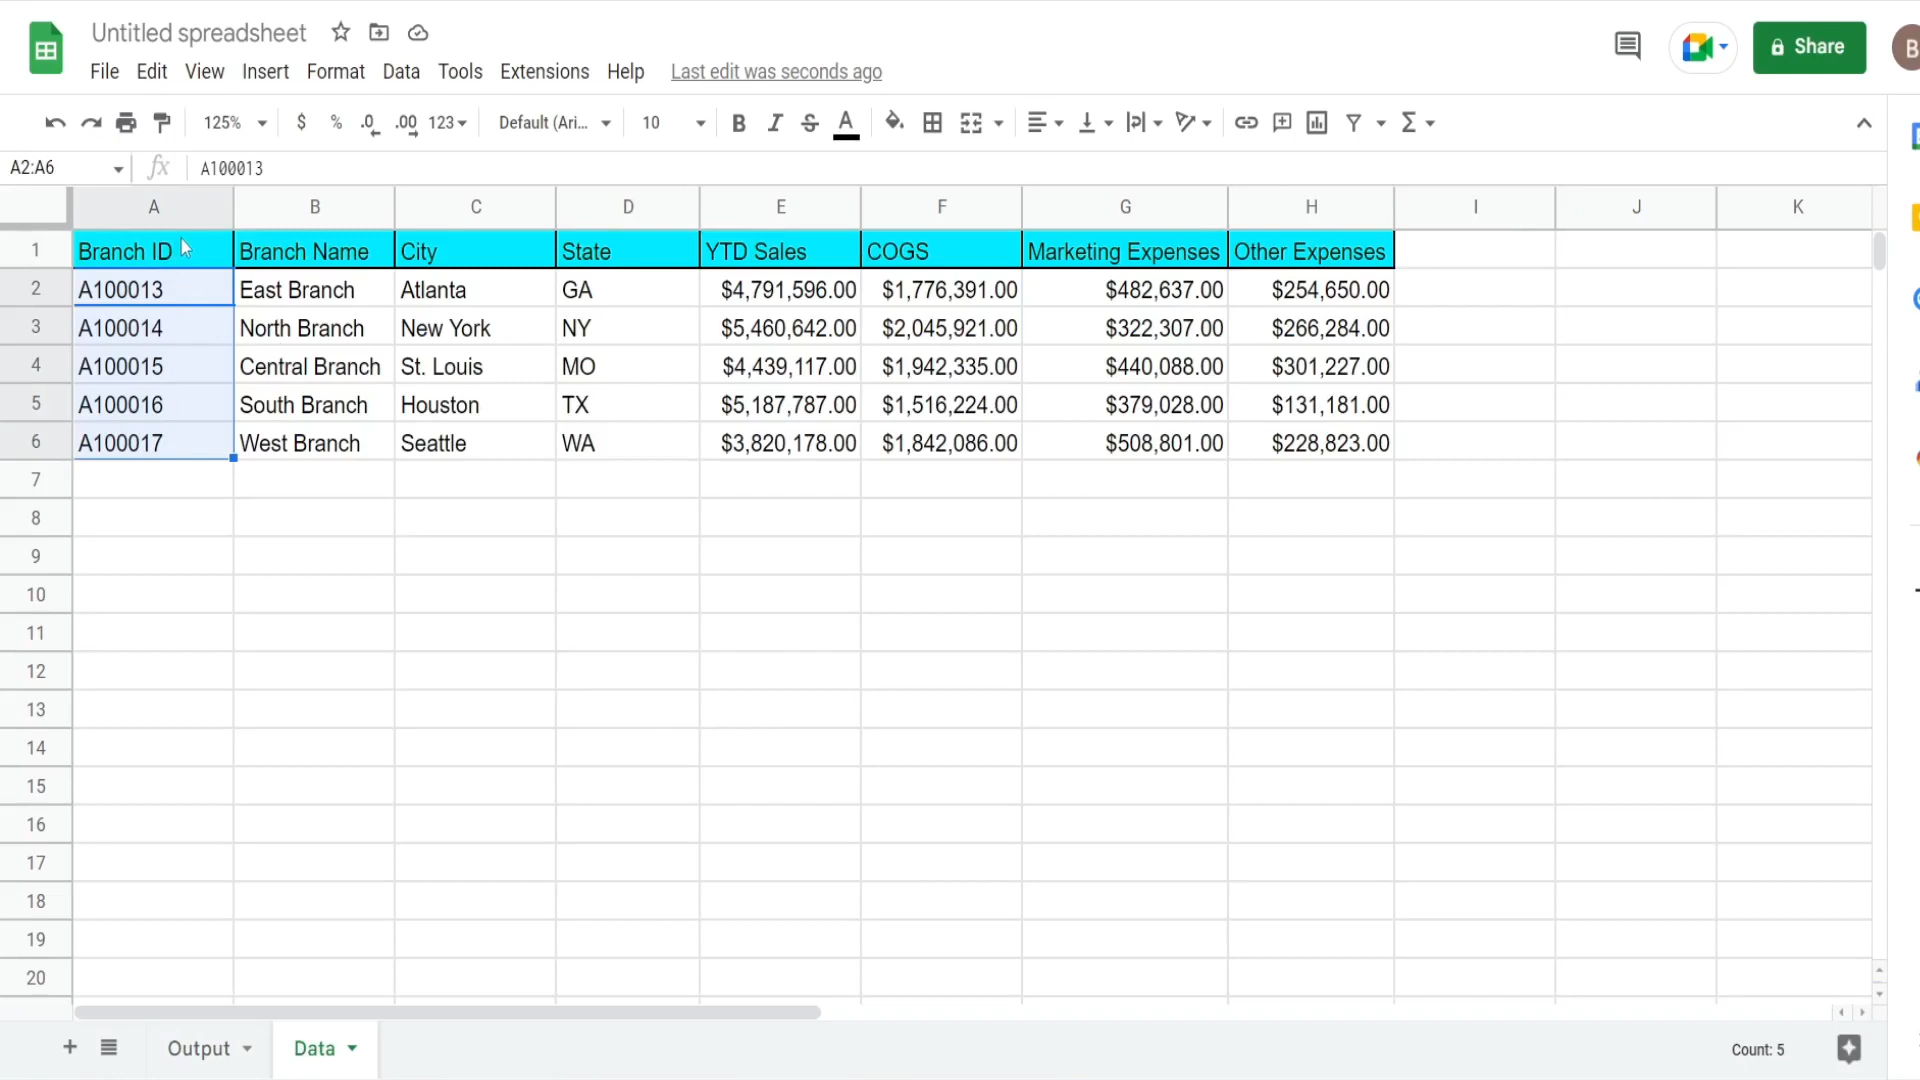 Untitled spreadsheet
File Edit View Insert Format Data Tools Extensions Help Last edit was seconds ago
Share
B
125% $ % .0 .00 123 Default (Ari... 10 B I S A
A2:A6 fx A100013
A B C D E F G H I J K
1 Branch ID Branch Name City State YTD Sales COGS Marketing Expenses Other Expenses
2 A100013 East Branch Atlanta GA $4,791,596.00 $1,776,391.00 $482,637.00 $254,650.00
3 A100014 North Branch New York NY $5,460,642.00 $2,045,921.00 $322,307.00 $266,284.00
4 A100015 Central Branch St. Louis MO $4,439,117.00 $1,942,335.00 $440,088.00 $301,227.00
5 A100016 South Branch Houston TX $5,187,787.00 $1,516,224.00 $379,028.00 $131,181.00
6 A100017 West Branch Seattle WA $3,820,178.00 $1,842,086.00 $508,801.00 $228,823.00
7
8
9
10
11
12
13
14
15
16
17
18
19
20
Output Data Count: 5